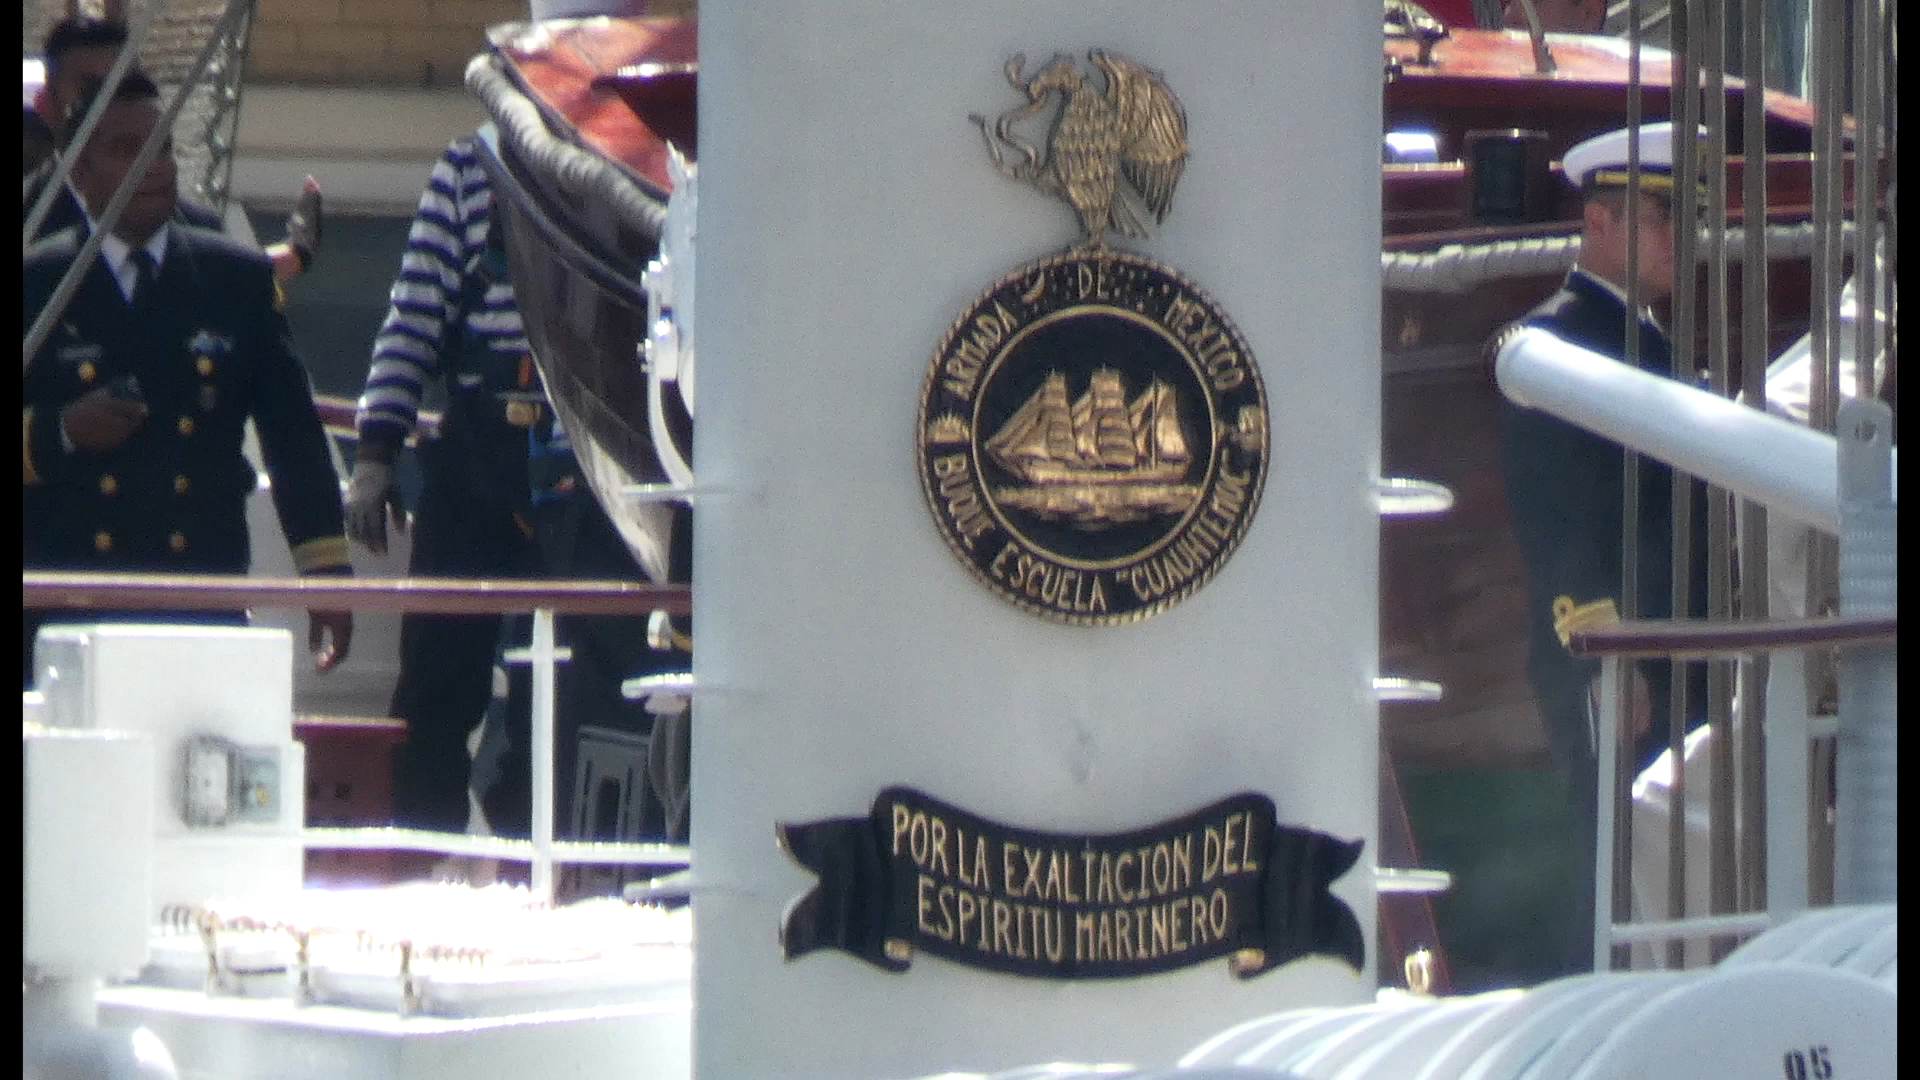 ARMADA DE MEXICO
BUQUE ESCUELA "CUAUHTEMOC"
POR LA EXALTACION DEL
ESPIRITU MARINERO
05